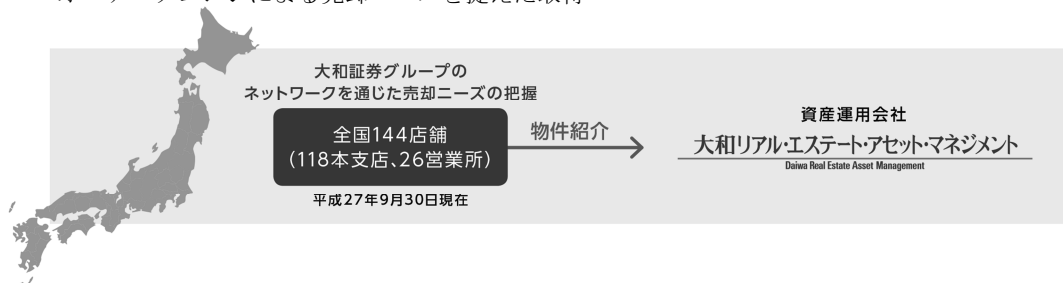 大和証券グループの
ネットワークを通じた売却ニーズの把握
全国144店舗
（118本支店、26営業所）
平成27年9月30日現在
物件紹介
資産運用会社
大和リアル・エステート・アセット・マネジメント
Daiwa Real Estate Asset Management